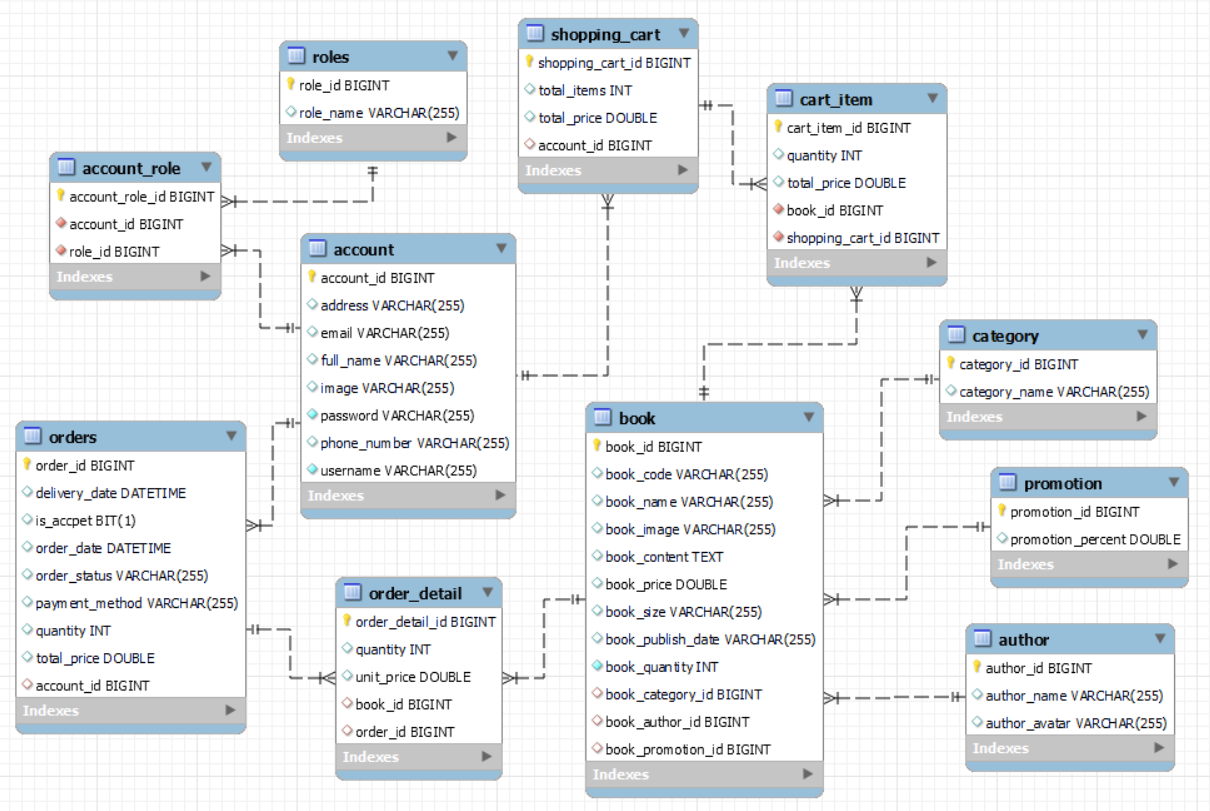 roles
role_id BIGINT
role_name VARCHAR(255)
Indexes
shopping_cart
shopping_cart_id BIGINT
total_items INT
total_price DOUBLE
account_id BIGINT
Indexes
cart_item
cart_item_id BIGINT
quantity INT
total_price DOUBLE
book_id BIGINT
shopping_cart_id BIGINT
Indexes
account_role
account_role_id BIGINT
account_id BIGINT
role_id BIGINT
Indexes
account
account_id BIGINT
address VARCHAR(255)
email VARCHAR(255)
full_name VARCHAR(255)
image VARCHAR(255)
password VARCHAR(255)
phone_number VARCHAR(255)
username VARCHAR(255)
Indexes
category
category_id BIGINT
category_name VARCHAR(255)
Indexes
orders
order_id BIGINT
delivery_date DATETIME
is_accpet BIT(1)
order_date DATETIME
order_status VARCHAR(255)
payment_method VARCHAR(255)
quantity INT
total_price DOUBLE
account_id BIGINT
Indexes
book
book_id BIGINT
book_code VARCHAR(255)
book_name VARCHAR(255)
book_image VARCHAR(255)
book_content TEXT
book_price DOUBLE
book_size VARCHAR(255)
book_publish_date VARCHAR(255)
book_quantity INT
book_category_id BIGINT
book_author_id BIGINT
book_promotion_id BIGINT
Indexes
promotion
promotion_id BIGINT
promotion_percent DOUBLE
Indexes
order_detail
order_detail_id BIGINT
quantity INT
unit_price DOUBLE
book_id BIGINT
order_id BIGINT
Indexes
author
author_id BIGINT
author_name VARCHAR(255)
author_avatar VARCHAR(255)
Indexes